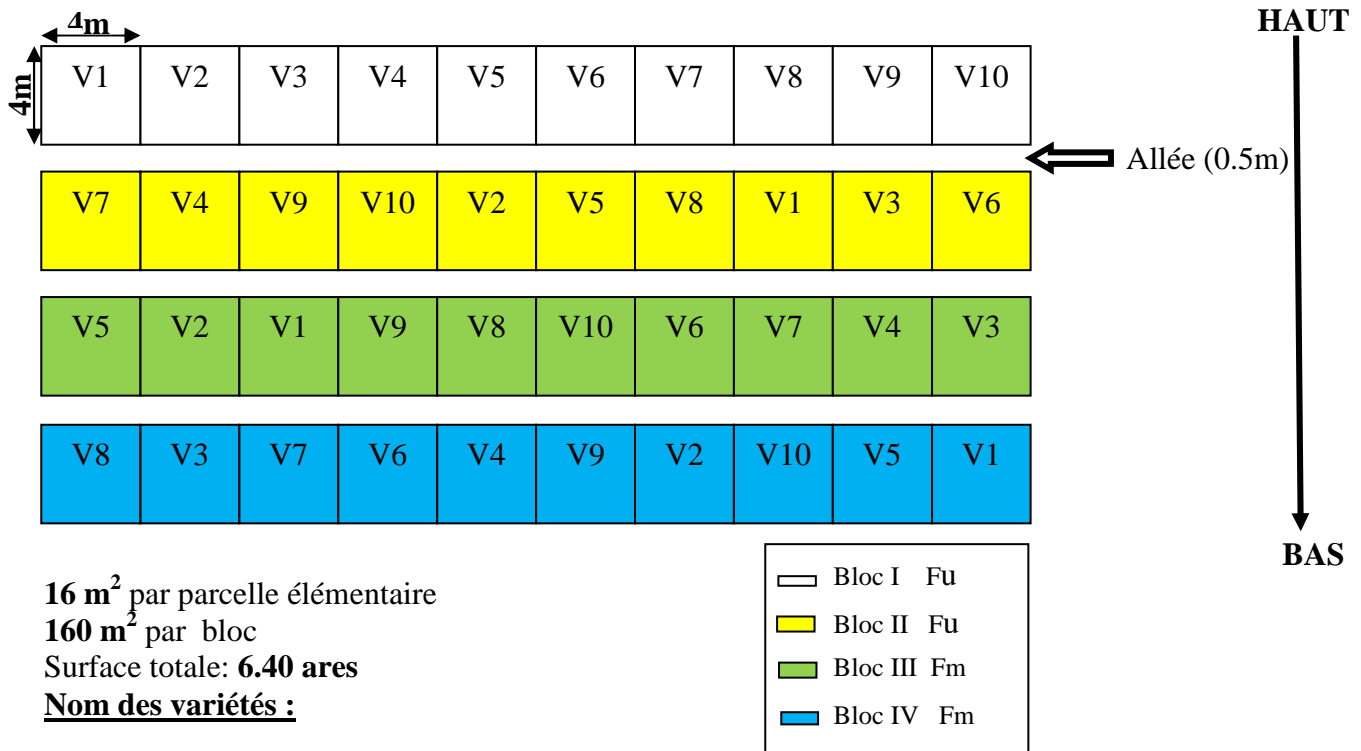 4m
HAUT
4m
V1 V2 V3 V4 V5 V6 V7 V8 V9 V10
Allée (0.5m)
V7 V4 V9 V10 V2 V5 V8 V1 V3 V6
V5 V2 V1 V9 V8 V10 V6 V7 V4 V3
V8 V3 V7 V6 V4 V9 V2 V10 V5 V1
BAS
16 m² par parcelle élémentaire
160 m² par bloc
Surface totale: 6.40 ares
Nom des variétés :
Bloc I Fu
Bloc II Fu
Bloc III Fm
Bloc IV Fm